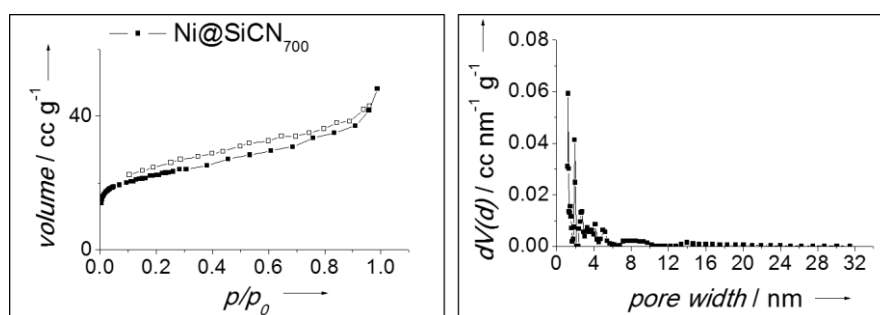 Ni@SiCN700
volume / cc g-1
40
0
0.0 0.2 0.4 0.6 0.8 1.0
p/p0
dV(d) / cc nm-1 g-1
0.08
0.06
0.04
0.02
0.00
0 4 8 12 16 20 24 28 32
pore width / nm